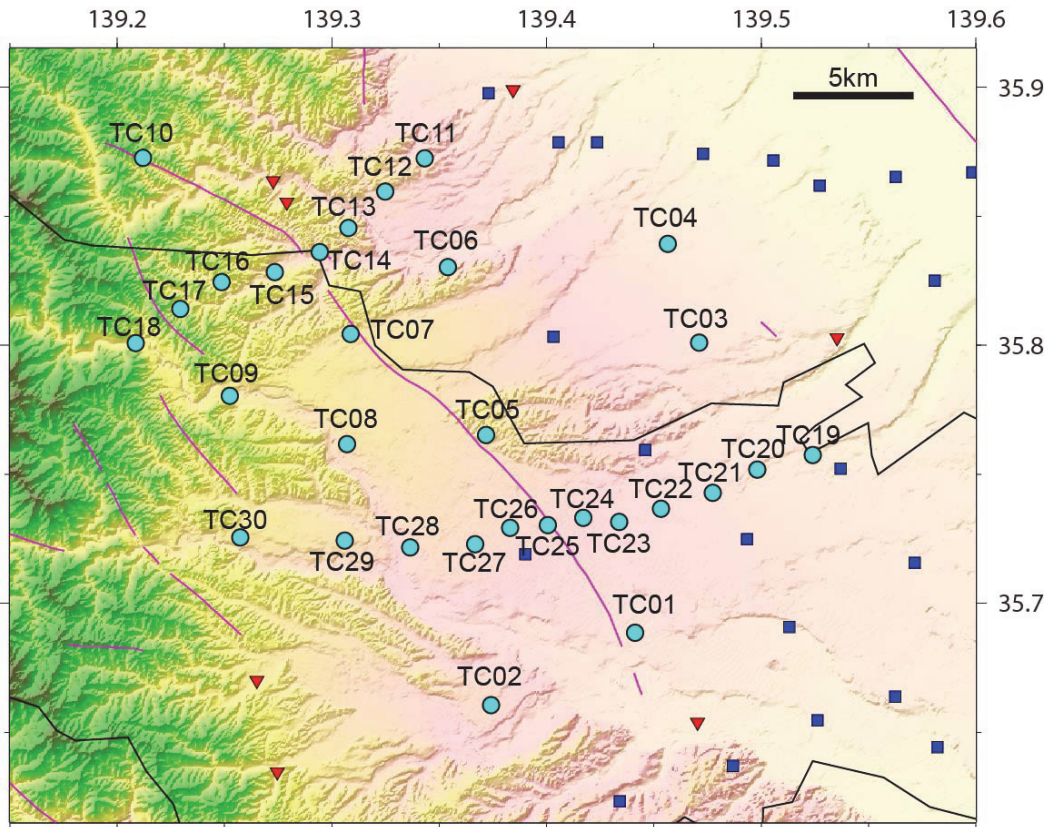 139.2 139.3 139.4 139.5 139.6
5km
35.9
TC10
TC11
TC12
TC13
TC04
TC06
TC14
TC16
TC15
TC17
TC18
TC07
TC03
35.8
TC09
TC05
TC08
TC19
TC20
TC21
TC22
TC24
TC26
TC30
TC28
TC25
TC23
TC29
TC27
TC01
35.7
TC02